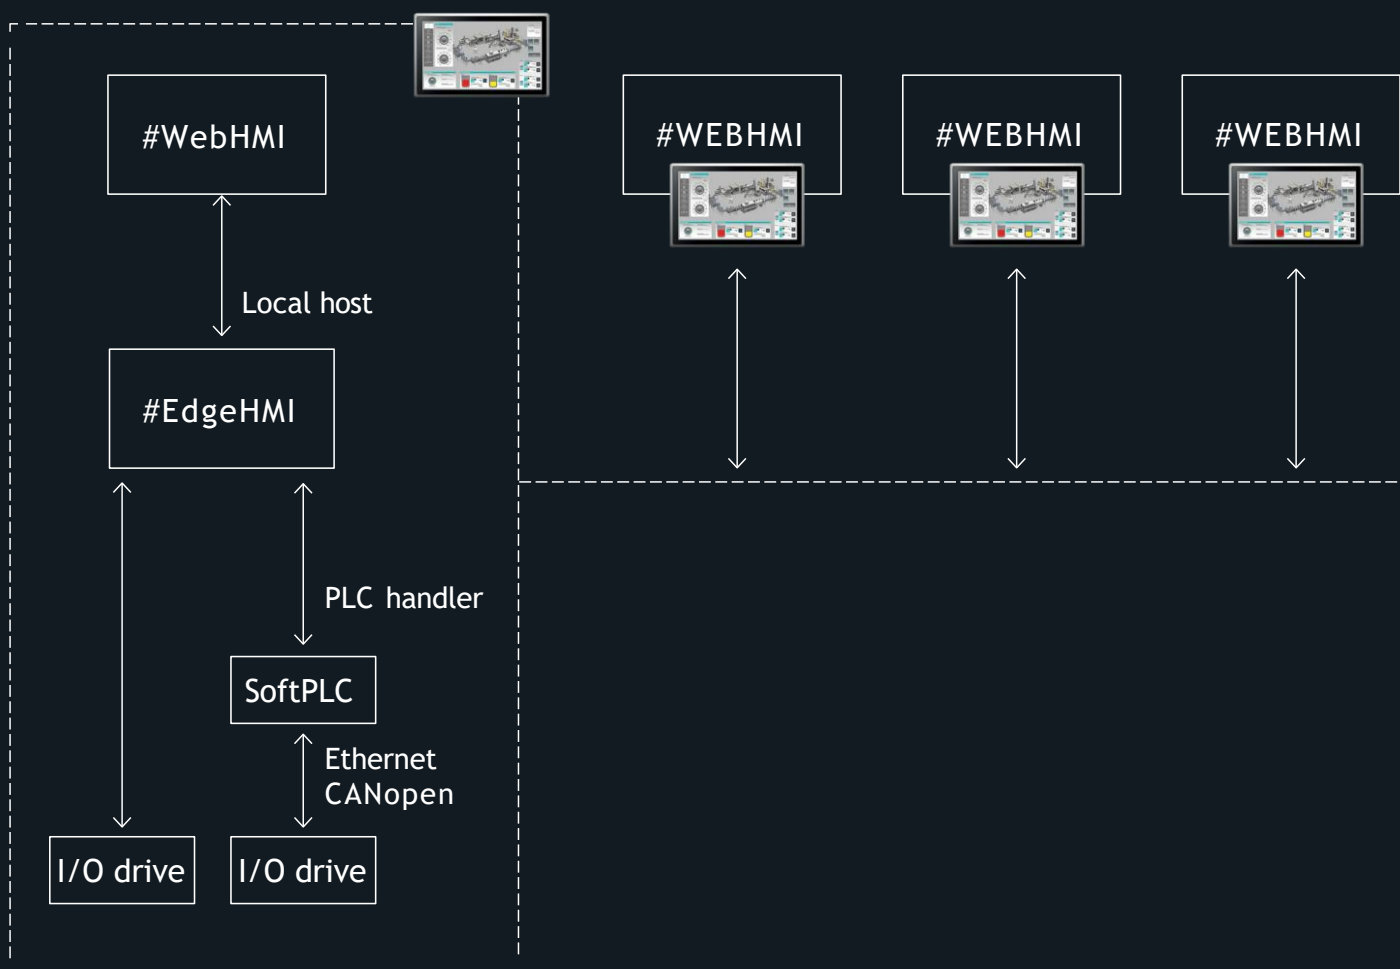 #WebHMI
#WEBHMI
#WEBHMI
#WEBHMI
Local host
#EdgeHMI
PLC handler
SoftPLC
Ethernet
CANopen
I/O drive
I/O drive